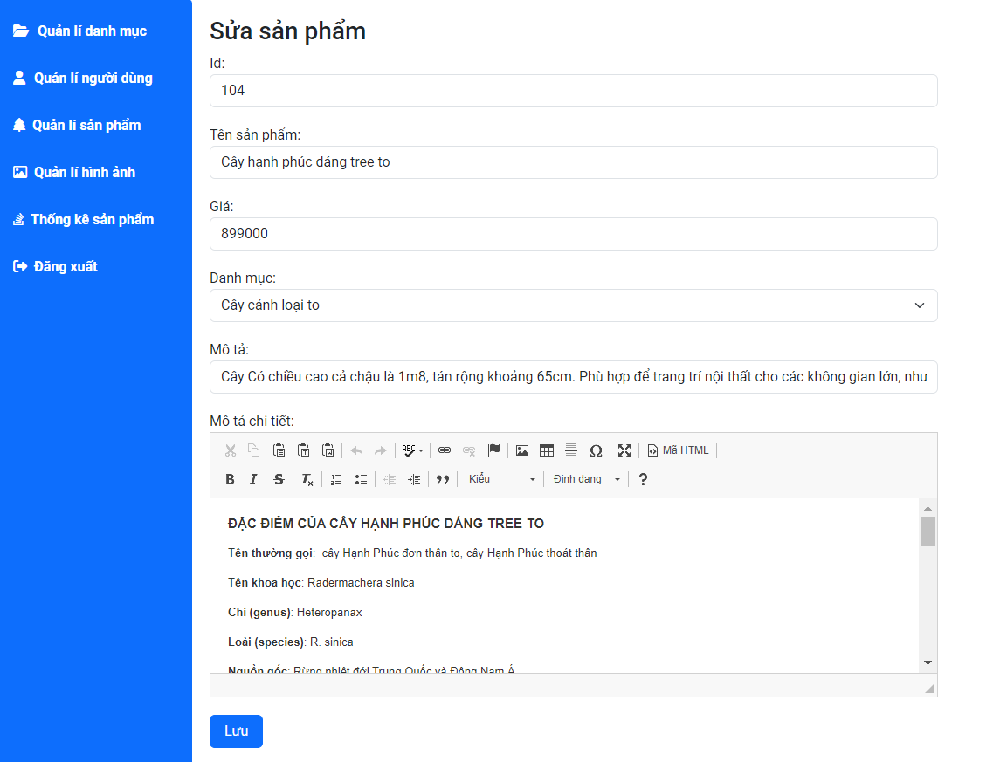 Quản lí danh mục
Quản lí người dùng
Quản lí sản phẩm
Quản lí hình ảnh
Thống kê sản phẩm
Đăng xuất
Sửa sản phẩm
Id:
104
Tên sản phẩm:
Cây hạnh phúc dáng tree to
Giá:
899000
Danh mục:
Cây cảnh loại to
Mô tả:
Cây Có chiều cao cả chậu là 1m8, tán rộng khoảng 65cm. Phù hợp để trang trí nội thất cho các không gian lớn, nhu
Mô tả chi tiết:
ABC Ω Mã HTML
B I S Tx Kiểu Định dạng ?
ĐẶC ĐIỂM CỦA CÂY HẠNH PHÚC DÁNG TREE TO
Tên thường gọi: cây Hạnh Phúc đơn thân to, cây Hạnh Phúc thoát thân
Tên khoa học: Radermachera sinica
Chi (genus): Heteropanax
Loài (species): R. sinica
Nguồn gốc: Rừng nhiệt đới Trung Quốc và Đông Nam Á
Lưu